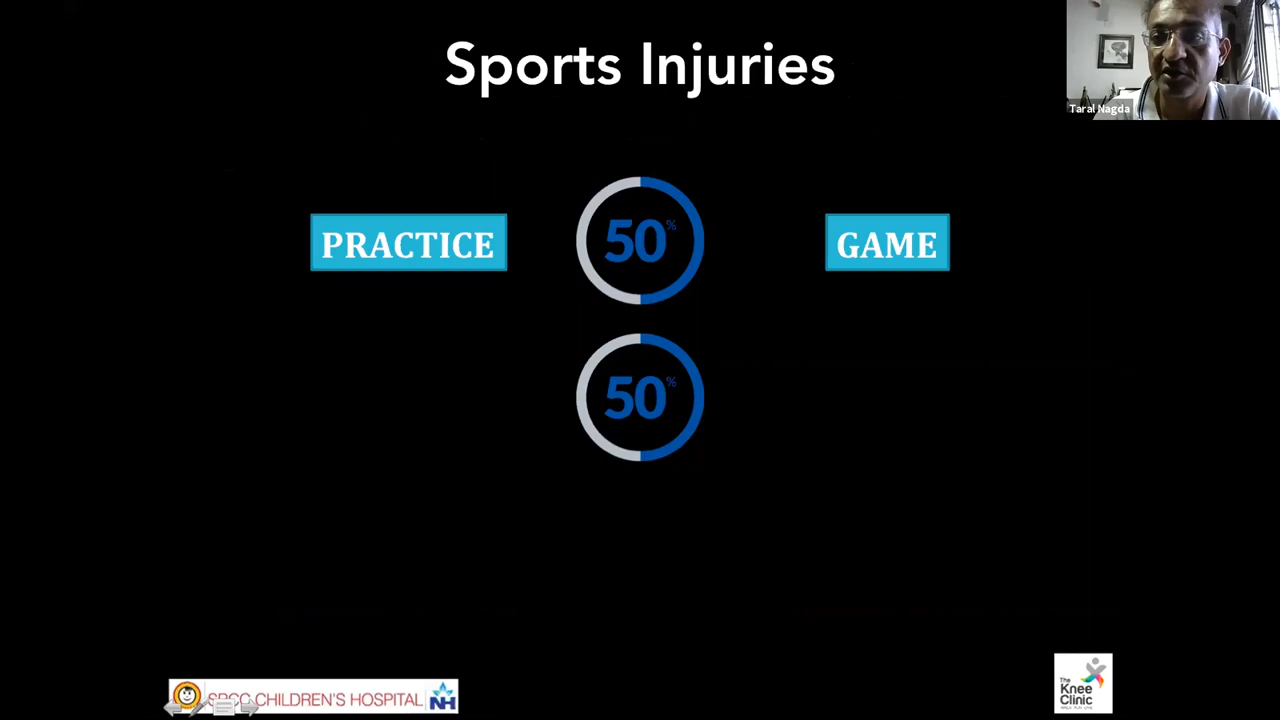 Sports Injuries
Taral Nagda
PRACTICE
50%
GAME
50%
CHILDREN'S HOSPITAL
NH
The
Knee
Clinic